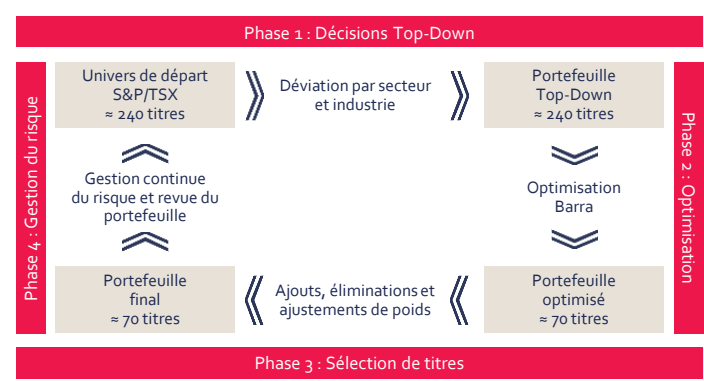 Phase 1 : Décisions Top-Down
Univers de départ
S&P/TSX
≈ 240 titres
Déviation par secteur
et industrie
Portefeuille
Top-Down
≈ 240 titres
Phase 2 : Optimisation
Optimisation
Barra
Portefeuille
optimisé
≈ 70 titres
Ajouts, éliminations et
ajustements de poids
Portefeuille
final
≈ 70 titres
Gestion continue
du risque et revue du
portefeuille
Phase 4 : Gestion du risque
Phase 3 : Sélection de titres